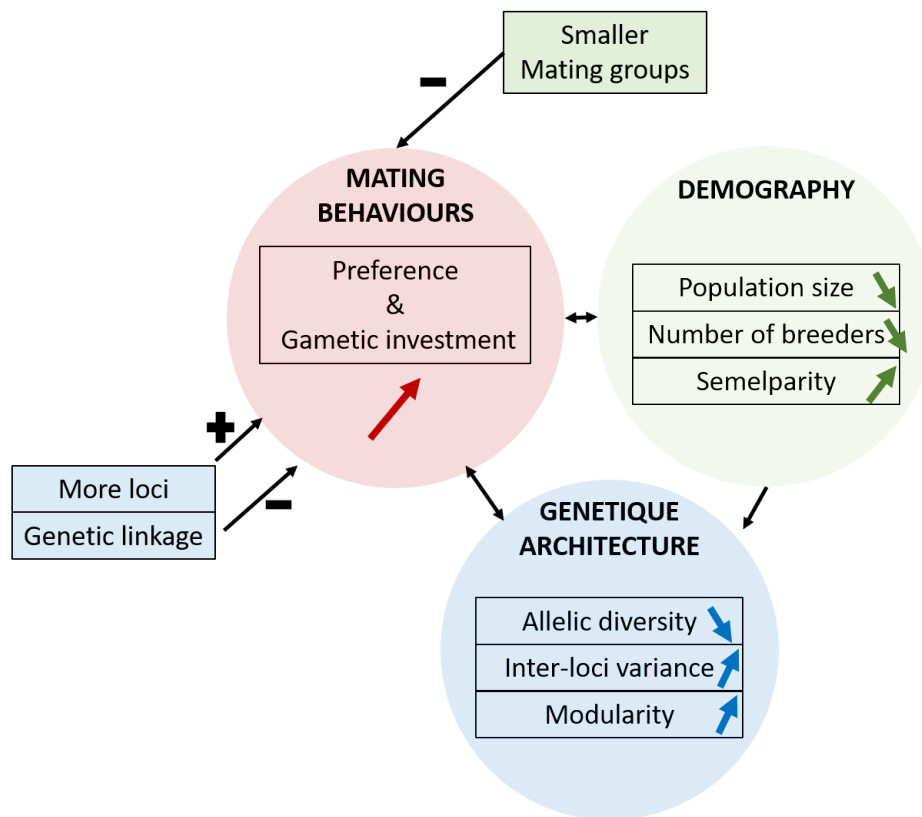 Smaller
Mating groups
-
MATING
BEHAVIOURS
Preference
&
Gametic investment
DEMOGRAPHY
Population size
Number of breeders
Semelparity
+
More loci
Genetic linkage
-
GENETIQUE
ARCHITECTURE
Allelic diversity
Inter-loci variance
Modularity